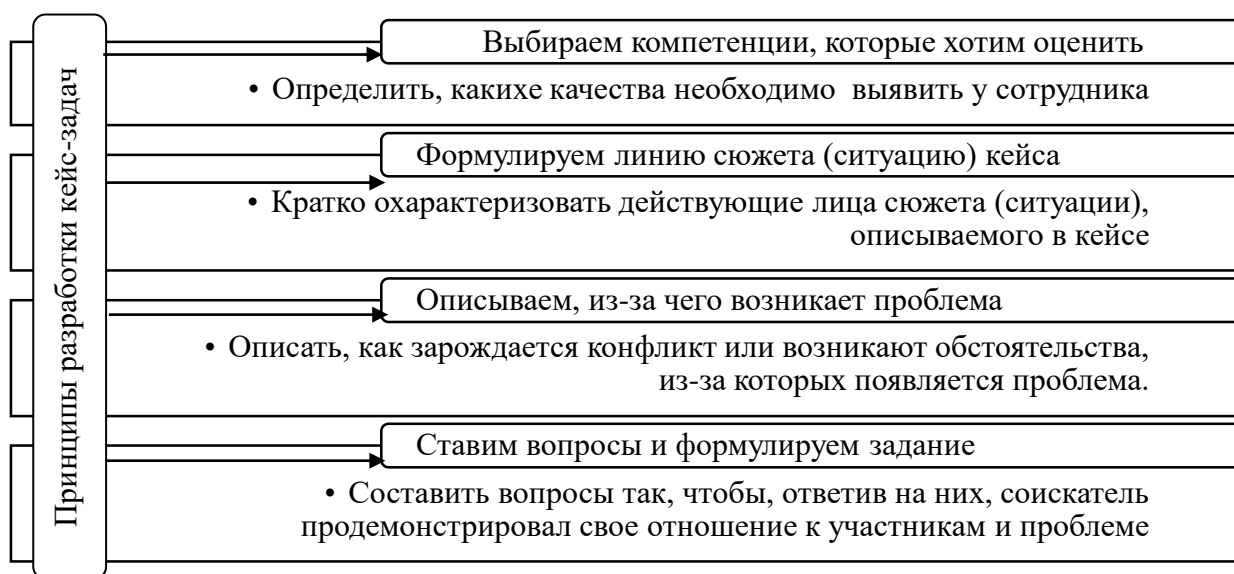 Принципы разработки кейс-задач
Выбираем компетенции, которые хотим оценить
• Определить, какихе качества необходимо выявить у сотрудника
Формулируем линию сюжета (ситуацию) кейса
• Кратко охарактеризовать действующие лица сюжета (ситуации),
описываемого в кейсе
Описываем, из-за чего возникает проблема
• Описать, как зарождается конфликт или возникают обстоятельства,
из-за которых появляется проблема.
Ставим вопросы и формулируем задание
• Составить вопросы так, чтобы, ответив на них, соискатель
продемонстрировал свое отношение к участникам и проблеме